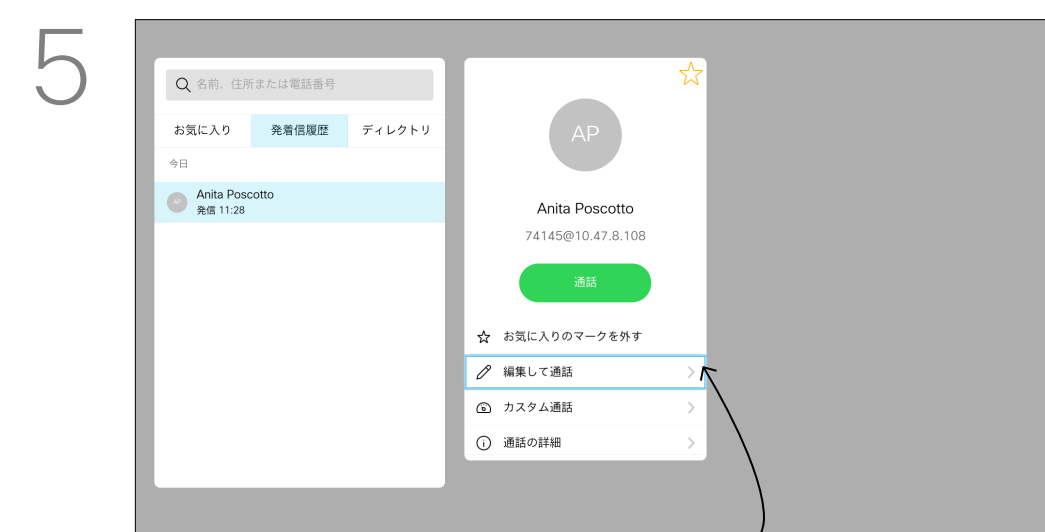 5
名前、住所または電話番号
お気に入り 発着信履歴 ディレクトリ
今日
AP
Anita Poscotto
発信 11:28
AP
Anita Poscotto
74145@10.47.8.108
通話
お気に入りのマークを外す
編集して通話
カスタム通話
通話の詳細